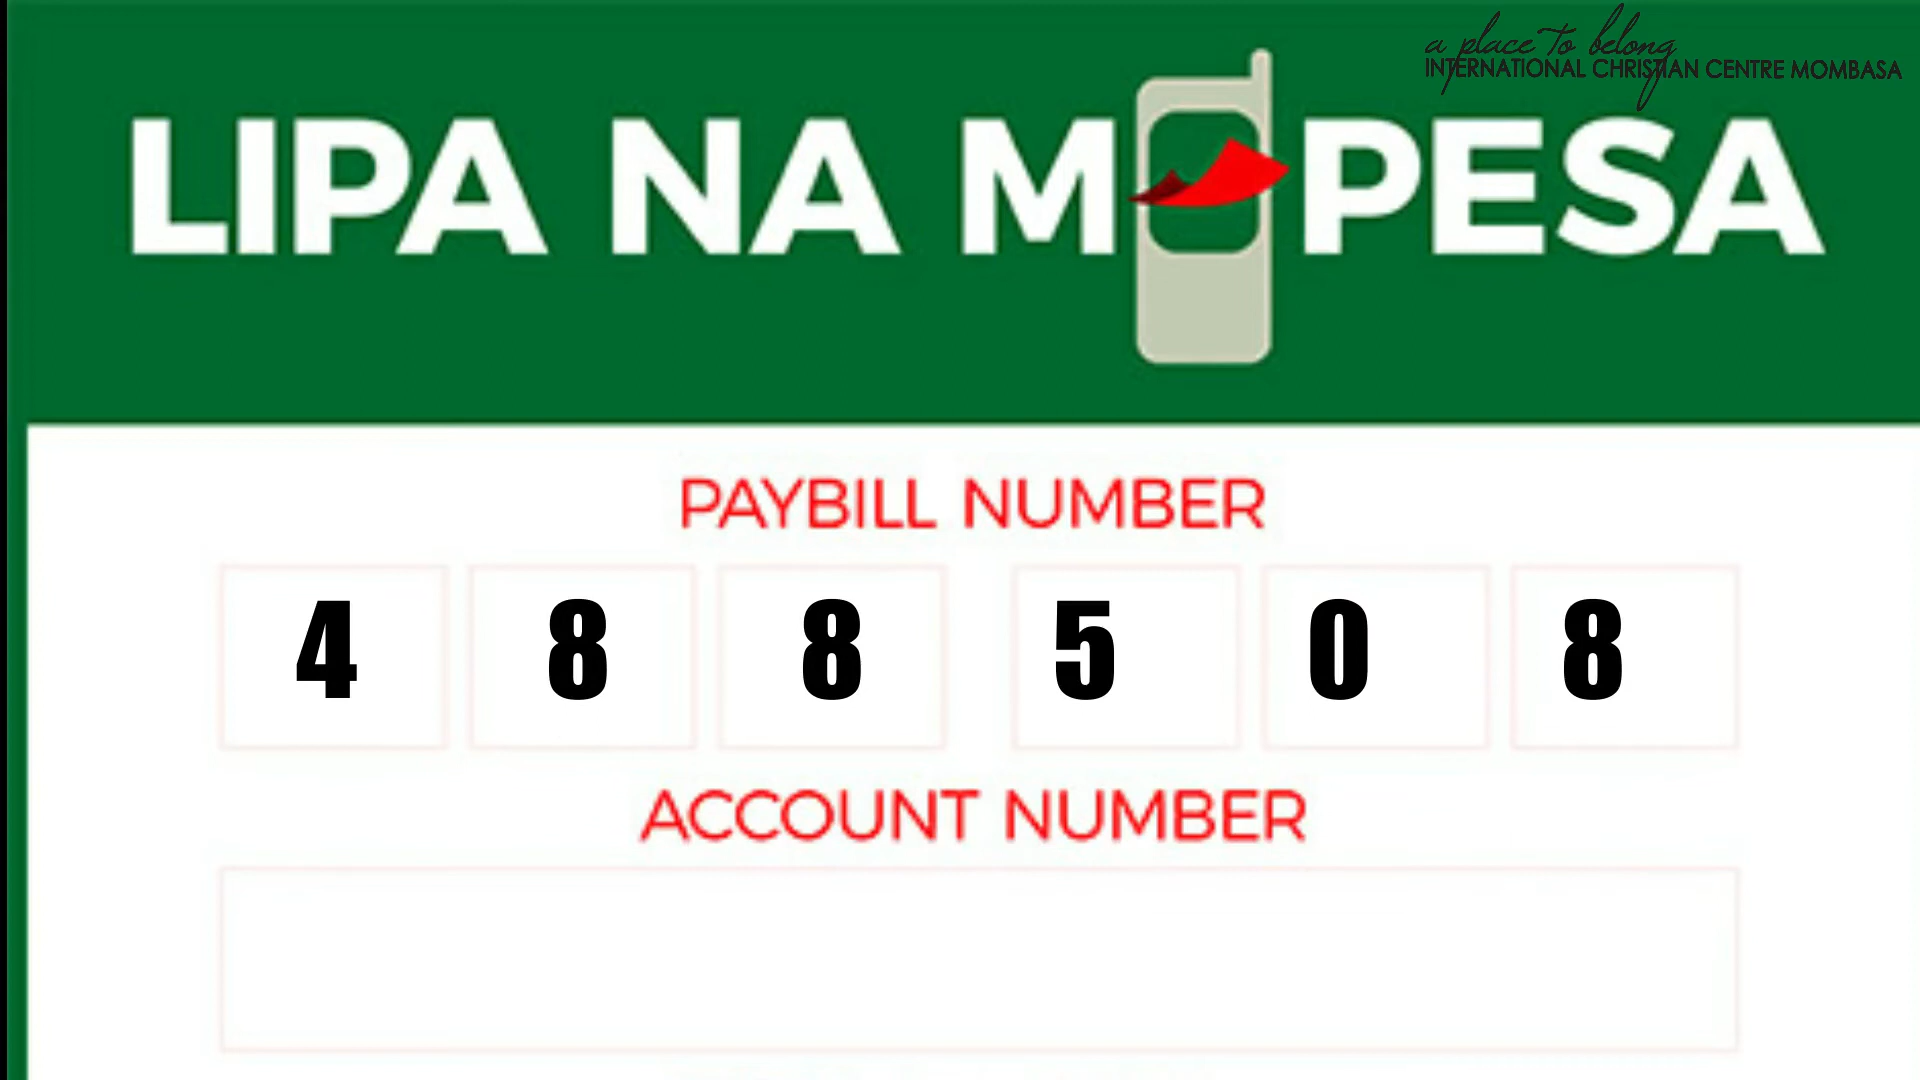 a place to belong
INTERNATIONAL CHRISTIAN CENTRE MOMBASA
LIPA NA M PESA
PAYBILL NUMBER
4 8 8 5 0 8
ACCOUNT NUMBER